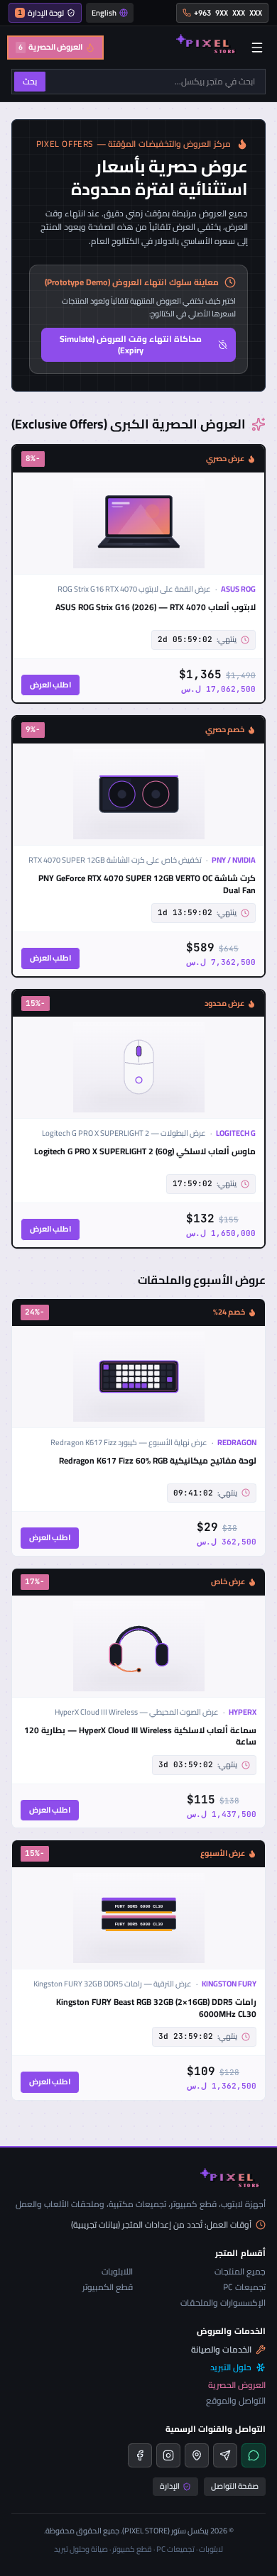 +963 9XX XXX XXX
English
لوحة الإدارة 1
PIXEL STORE
العروض الحصرية 6
ابحث في متجر بيكسل...
بحث
مركز العروض والتخفيضات المؤقتة — PIXEL OFFERS
عروض حصرية بأسعار
استثنائية لفترة محدودة
جميع العروض مرتبطة بمؤقت زمني دقيق. عند انتهاء وقت
العرض، يختفي العرض تلقائياً من هذه الصفحة ويعود المنتج
إلى سعره الأساسي بالدولار في الكتالوج العام.
معاينة سلوك انتهاء العروض (Prototype Demo)
اختبر كيف تختفي العروض المنتهية تلقائياً وتعود المنتجات
لسعرها الأصلي في الكتالوج:
محاكاة انتهاء وقت العروض (Simulate
Expiry)
العروض الحصرية الكبرى (Exclusive Offers)
عرض حصري
-8%
ASUS ROG · عرض القمة على لابتوب ROG Strix G16 RTX 4070
لابتوب ألعاب ASUS ROG Strix G16 (2026) — RTX 4070
ينتهي: 2d 05:59:02
$1,365 $1,490
17,062,500 ل.س
اطلب العرض
خصم حصري
-9%
PNY / NVIDIA · تخفيض خاص على كرت الشاشة RTX 4070 SUPER 12GB
كرت شاشة PNY GeForce RTX 4070 SUPER 12GB VERTO OC
Dual Fan
ينتهي: 1d 13:59:02
$589 $645
7,362,500 ل.س
اطلب العرض
عرض محدود
-15%
LOGITECH G · عرض البطولات — Logitech G PRO X SUPERLIGHT 2
ماوس ألعاب لاسلكي Logitech G PRO X SUPERLIGHT 2 (60g)
ينتهي: 17:59:02
$132 $155
1,650,000 ل.س
اطلب العرض
عروض الأسبوع والملحقات
خصم 24%
-24%
REDRAGON · عرض نهاية الأسبوع — كيبورد Redragon K617 Fizz
لوحة مفاتيح ميكانيكية Redragon K617 Fizz 60% RGB
ينتهي: 09:41:02
$29 $38
362,500 ل.س
اطلب العرض
عرض خاص
-17%
HYPERX · عرض الصوت المحيطي — HyperX Cloud III Wireless
سماعة ألعاب لاسلكية HyperX Cloud III Wireless — بطارية 120
ساعة
ينتهي: 3d 03:59:02
$115 $138
1,437,500 ل.س
اطلب العرض
عرض الأسبوع
-15%
FURY DDR5 6000 CL30
FURY DDR5 6000 CL30
KINGSTON FURY · عرض الترقية — رامات Kingston FURY 32GB DDR5
رامات Kingston FURY Beast RGB 32GB (2×16GB) DDR5
6000MHz CL30
ينتهي: 3d 23:59:02
$109 $128
1,362,500 ل.س
اطلب العرض
PIXEL STORE
أجهزة لابتوب، قطع كمبيوتر، تجميعات مكتبية، وملحقات الألعاب والعمل.
أوقات العمل: تُحدد من إعدادات المتجر (بيانات تجريبية)
أقسام المتجر
جميع المنتجات
اللابتوبات
تجميعات PC
قطع الكمبيوتر
الإكسسوارات والملحقات
الخدمات والعروض
الخدمات والصيانة
حلول التبريد
العروض الحصرية
التواصل والموقع
التواصل والقنوات الرسمية
صفحة التواصل
الإدارة
© 2026 بيكسل ستور (PIXEL STORE). جميع الحقوق محفوظة.
لابتوبات · تجميعات PC · قطع كمبيوتر · صيانة وحلول تبريد